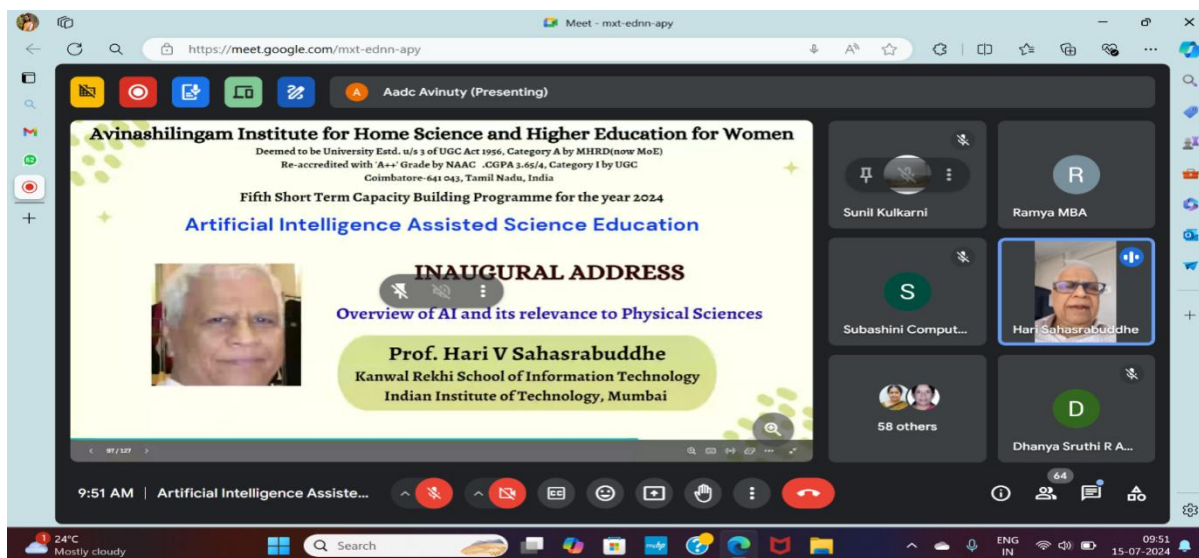 Meet - mxt-ednn-apy
https://meet.google.com/mxt-ednn-apy
A Aadc Avinuty (Presenting)
Avinashilingam Institute for Home Science and Higher Education for Women
Deemed to be University Estd. u/s 3 of UGC Act 1956, Category A by MHRD(now MoE)
Re-accredited with 'A++' Grade by NAAC .CGPA 3.65/4, Category I by UGC
Coimbatore-641 043, Tamil Nadu, India
Fifth Short Term Capacity Building Programme for the year 2024
Artificial Intelligence Assisted Science Education
INAUGURAL ADDRESS
Overview of AI and its relevance to Physical Sciences
Prof. Hari V Sahasrabuddhe
Kanwal Rekhi School of Information Technology
Indian Institute of Technology, Mumbai
97 / 127
Sunil Kulkarni
R
Ramya MBA
S
Subashini Comput...
Hari Sahasrabuddhe
58 others
D
Dhanya Sruthi R A...
9:51 AM | Artificial Intelligence Assiste...
CC
64
24°C
Mostly cloudy
Search
ENG
IN
09:51
15-07-2024